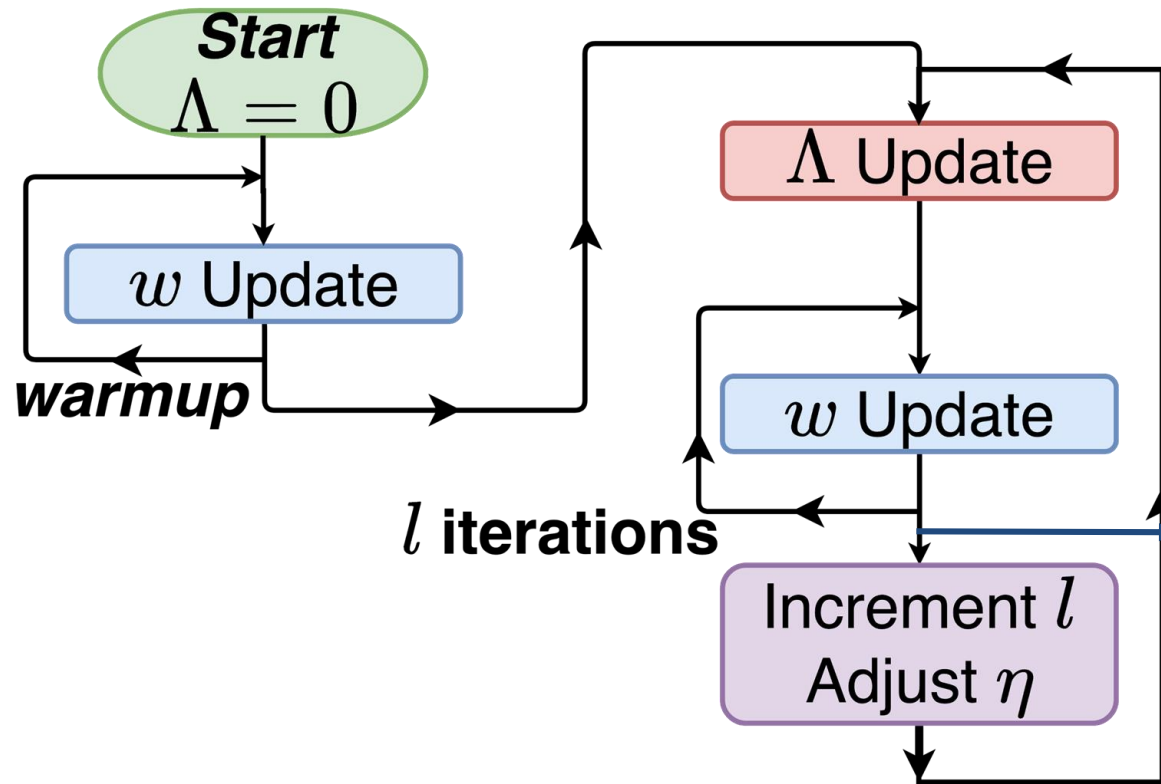 Start
Λ = 0
w Update
warmup
Λ Update
w Update
l iterations
Increment l
Adjust η